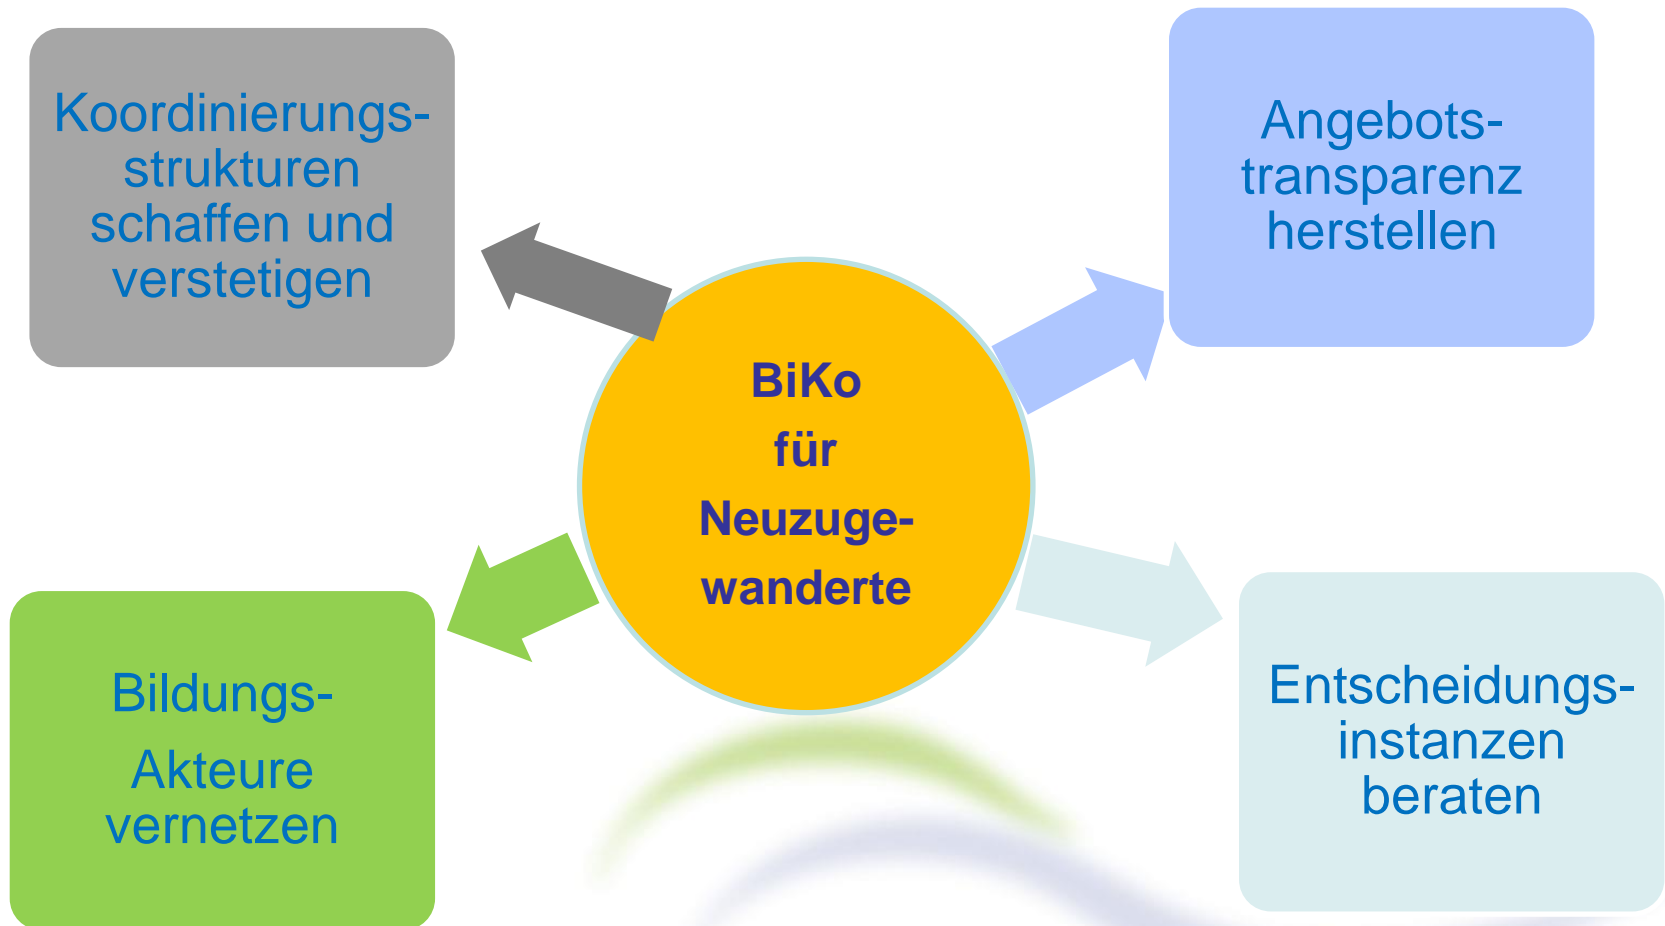 Koordinierungs-
strukturen
schaffen und
verstetigen
Angebots-
transparenz
herstellen
BiKo
für
Neuzuge-
wanderte
Bildungs-
Akteure
vernetzen
Entscheidungs-
instanzen
beraten